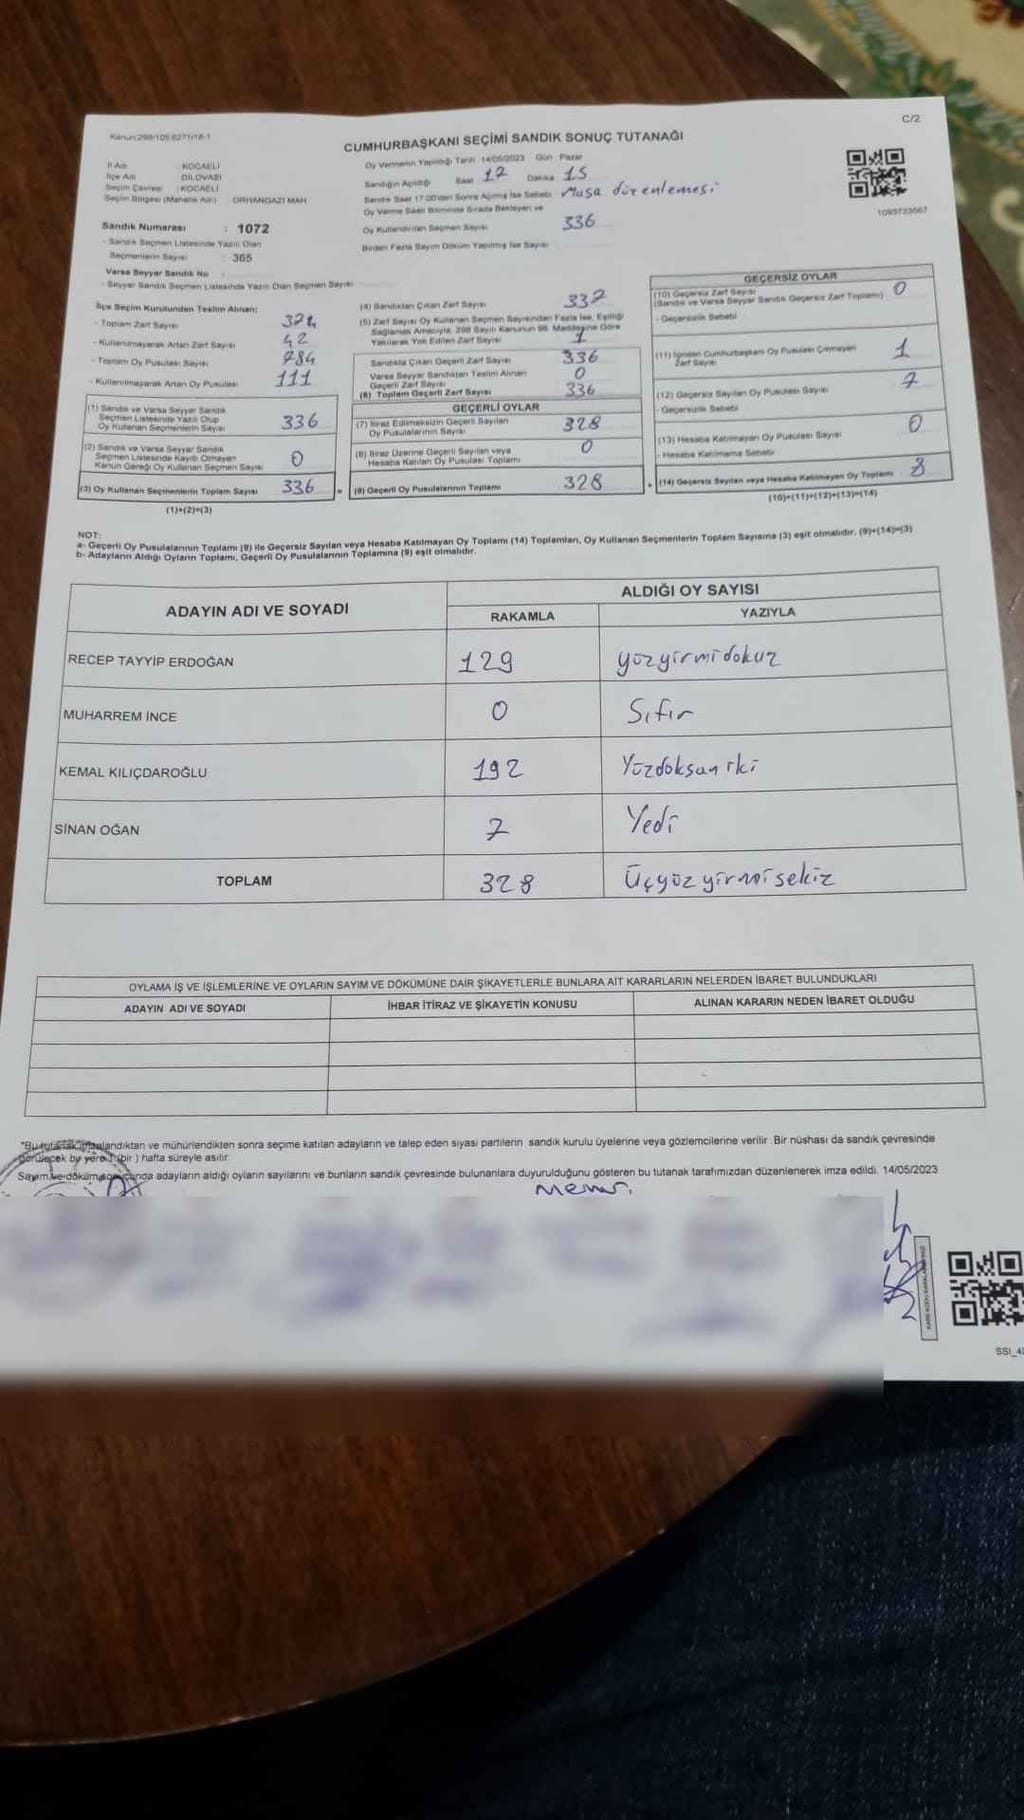 Kanun:298/105 6271/18-1
C/2
CUMHURBAŞKANI SEÇİMİ SANDIK SONUÇ TUTANAĞI
İl Adı : KOCAELİ
İlçe Adı : DİLOVASI
Seçim Çevresi : KOCAELİ
Seçim Bölgesi (Mahalle Adı) ORHANGAZİ MAH
Sandık Numarası : 1072
- Sandık Seçmen Listesinde Yazılı Olan
Seçmenlerin Sayısı : 365
Varsa Seyyar Sandık No :
- Seyyar Sandık Seçmen Listesinde Yazılı Olan Seçmen Sayısı
Oy Vermenin Yapıldığı Tarih 14/05/2023 Gün : Pazar
Sandığın Açıldığı Saat 17 Dakika 15
Sandık Saat 17:00'den Sonra Açılmış İse Sebebi Masa düzenlemesi
Oy Verme Saati Bitiminde Sırada Bekleyen ve
Oy Kullandırılan Seçmen Sayısı 336
Birden Fazla Sayım Döküm Yapılmış İse Sayısı
1093733567
İlçe Seçim Kurulundan Teslim Alınan;
- Toplam Zarf Sayısı
- Kullanılmayarak Artan Zarf Sayısı 42
- Toplam Oy Pusulası Sayısı
- Kullanılmayarak Artan Oy Pusulası 111
(1) Sandık ve Varsa Seyyar Sandık
Seçmen Listesinde Yazılı Olup
Oy Kullanan Seçmenlerin Sayısı 336
(2) Sandık ve Varsa Seyyar Sandık
Seçmen Listesinde Kayıtlı Olmayan
Kanun Gereği Oy Kullanan Seçmen Sayısı 0
(3) Oy Kullanan Seçmenlerin Toplam Sayısı 336
(1)+(2)=(3)
(4) Sandıktan Çıkan Zarf Sayısı 337
(5) Zarf Sayısı Oy Kullanan Seçmen Sayısından Fazla İse, Eşitliği
Sağlamak Amacıyla, 298 Sayılı Kanunun 98. Maddesine Göre
Yakılarak Yok Edilen Zarf Sayısı 1
Sandıkta Çıkan Geçerli Zarf Sayısı 336
Varsa Seyyar Sandıkten Teslim Alınan
Geçerli Zarf Sayısı 0
(6) Toplam Geçerli Zarf Sayısı 336
GEÇERLİ OYLAR
(7) İtiraz Edilmeksizin Geçerli Sayılan
Oy Pusulalarının Sayısı 328
(8) İtiraz Üzerine Geçerli Sayılan veya
Hesaba Katılan Oy Pusulası Toplamı 0
= (9) Geçerli Oy Pusulalarının Toplamı 328
GEÇERSİZ OYLAR
(10) Geçersiz Zarf Sayısı
(Sandık ve Varsa Seyyar Sandık Geçersiz Zarf Toplamı) 0
- Geçersizlik Sebebi
(11) İçinden Cumhurbaşkanı Oy Pusulası Çıkmayan
Zarf Sayısı 1
(12) Geçersiz Sayılan Oy Pusulası Sayısı 7
- Geçersizlik Sebebi
(13) Hesaba Katılmayan Oy Pusulası Sayısı 0
- Hesaba Katılmama Sebebi
+ (14) Geçersiz Sayılan veya Hesaba Katılmayan Oy Toplamı 8
(10)+(11)+(12)+(13)=(14)
NOT:
a- Geçerli Oy Pusulalarının Toplamı (9) ile Geçersiz Sayılan veya Hesaba Katılmayan Oy Toplamı (14) Toplamları, Oy Kullanan Seçmenlerin Toplam Sayısına (3) eşit olmalıdır. (9)+(14)=(3)
b- Adayların Aldığı Oyların Toplamı, Geçerli Oy Pusulalarının Toplamına (9) eşit olmalıdır.
ADAYIN ADI VE SOYADI ALDIĞI OY SAYISI
RAKAMLA YAZIYLA
RECEP TAYYİP ERDOĞAN 129 yüzyirmidokuz
MUHARREM İNCE 0 Sıfır
KEMAL KILIÇDAROĞLU 192 Yüzdoksan iki
SİNAN OĞAN 7 Yedi
TOPLAM 328 Üçyüz yirmi sekiz
OYLAMA İŞ VE İŞLEMLERİNE VE OYLARIN SAYIM VE DÖKÜMÜNE DAİR ŞİKAYETLERLE BUNLARA AİT KARARLARIN NELERDEN İBARET BULUNDUKLARI
ADAYIN ADI VE SOYADI İHBAR İTİRAZ VE ŞİKAYETİN KONUSU ALINAN KARARIN NEDEN İBARET OLDUĞU
*Bu tutanak imzalandıktan ve mühürlendikten sonra seçime katılan adayların ve talep eden siyasi partilerin sandık kurulu üyelerine veya gözlemcilerine verilir. Bir nüshası da sandık çevresinde
görülecek bir yere 1 (bir) hafta süreyle asılır.
Sayım ve döküm sonucunda adayların aldığı oyların sayılarını ve bunların sandık çevresinde bulunanlara duyurulduğunu gösteren bu tutanak tarafımızdan düzenlenerek imza edildi. 14/05/2023
Memur.